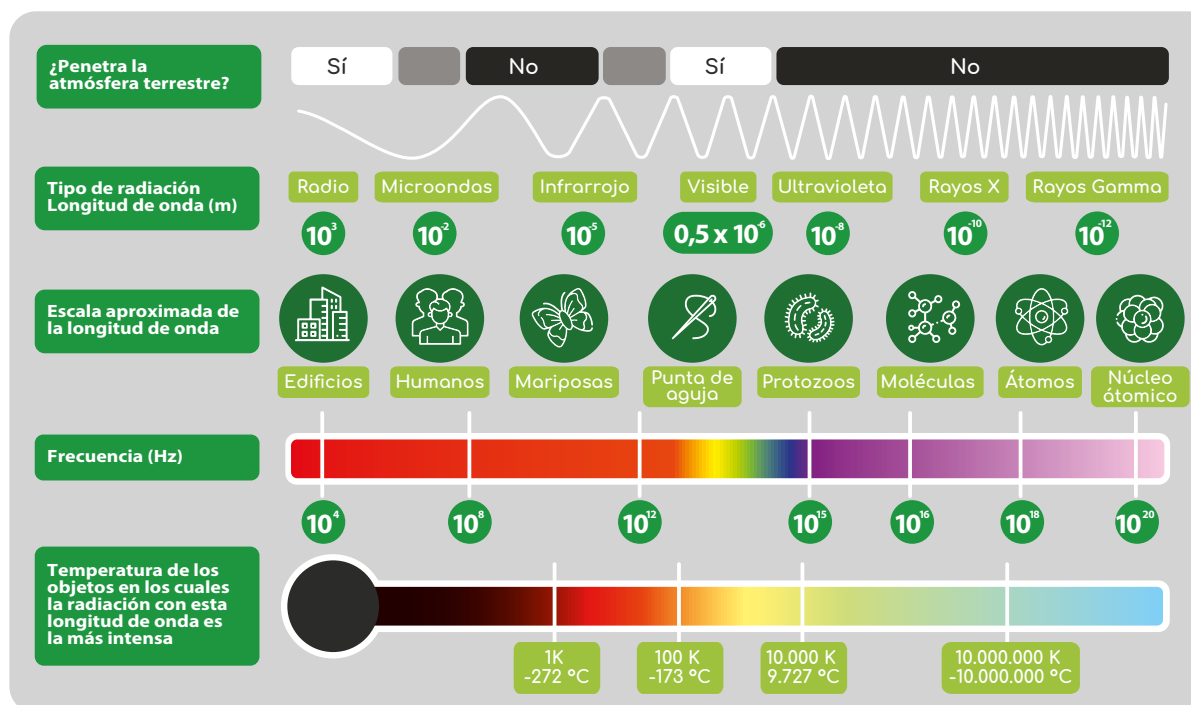 ¿Penetra la
atmósfera terrestre?
Sí
No
Sí
No
Tipo de radiación
Longitud de onda (m)
Radio
Microondas
Infrarrojo
Visible
Ultravioleta
Rayos X
Rayos Gamma
10³
10⁻²
10⁻⁵
0,5 x 10⁻⁶
10⁻⁸
10⁻¹⁰
10⁻¹²
Escala aproximada de
la longitud de onda
Edificios
Humanos
Mariposas
Punta de
aguja
Protozoos
Moléculas
Átomos
Núcleo
átomico
Frecuencia (Hz)
10⁴
10⁸
10¹²
10¹⁵
10¹⁶
10¹⁸
10²⁰
Temperatura de los
objetos en los cuales
la radiación con esta
longitud de onda es
la más intensa
1K
-272 ºC
100 K
-173 ºC
10.000 K
9.727 ºC
10.000.000 K
-10.000.000 ºC